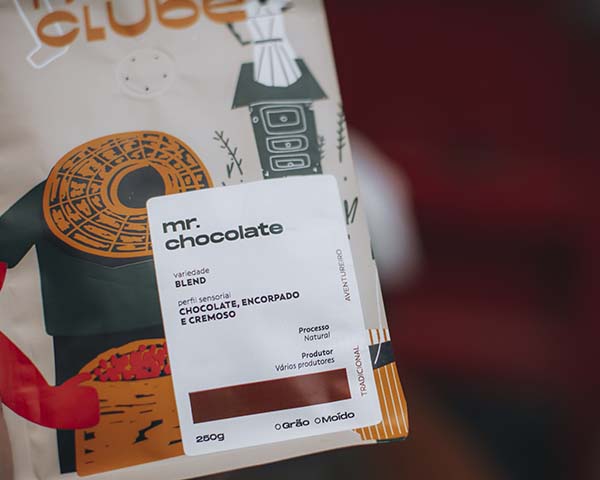 CLUBE
mr.
chocolate
variedade
BLEND
perfil sensorial
CHOCOLATE, ENCORPADO
E CREMOSO
Processo
Natural
Produtor
Vários produtores
AVENTUREIRO
TRADICIONAL
250g
Grão Moído